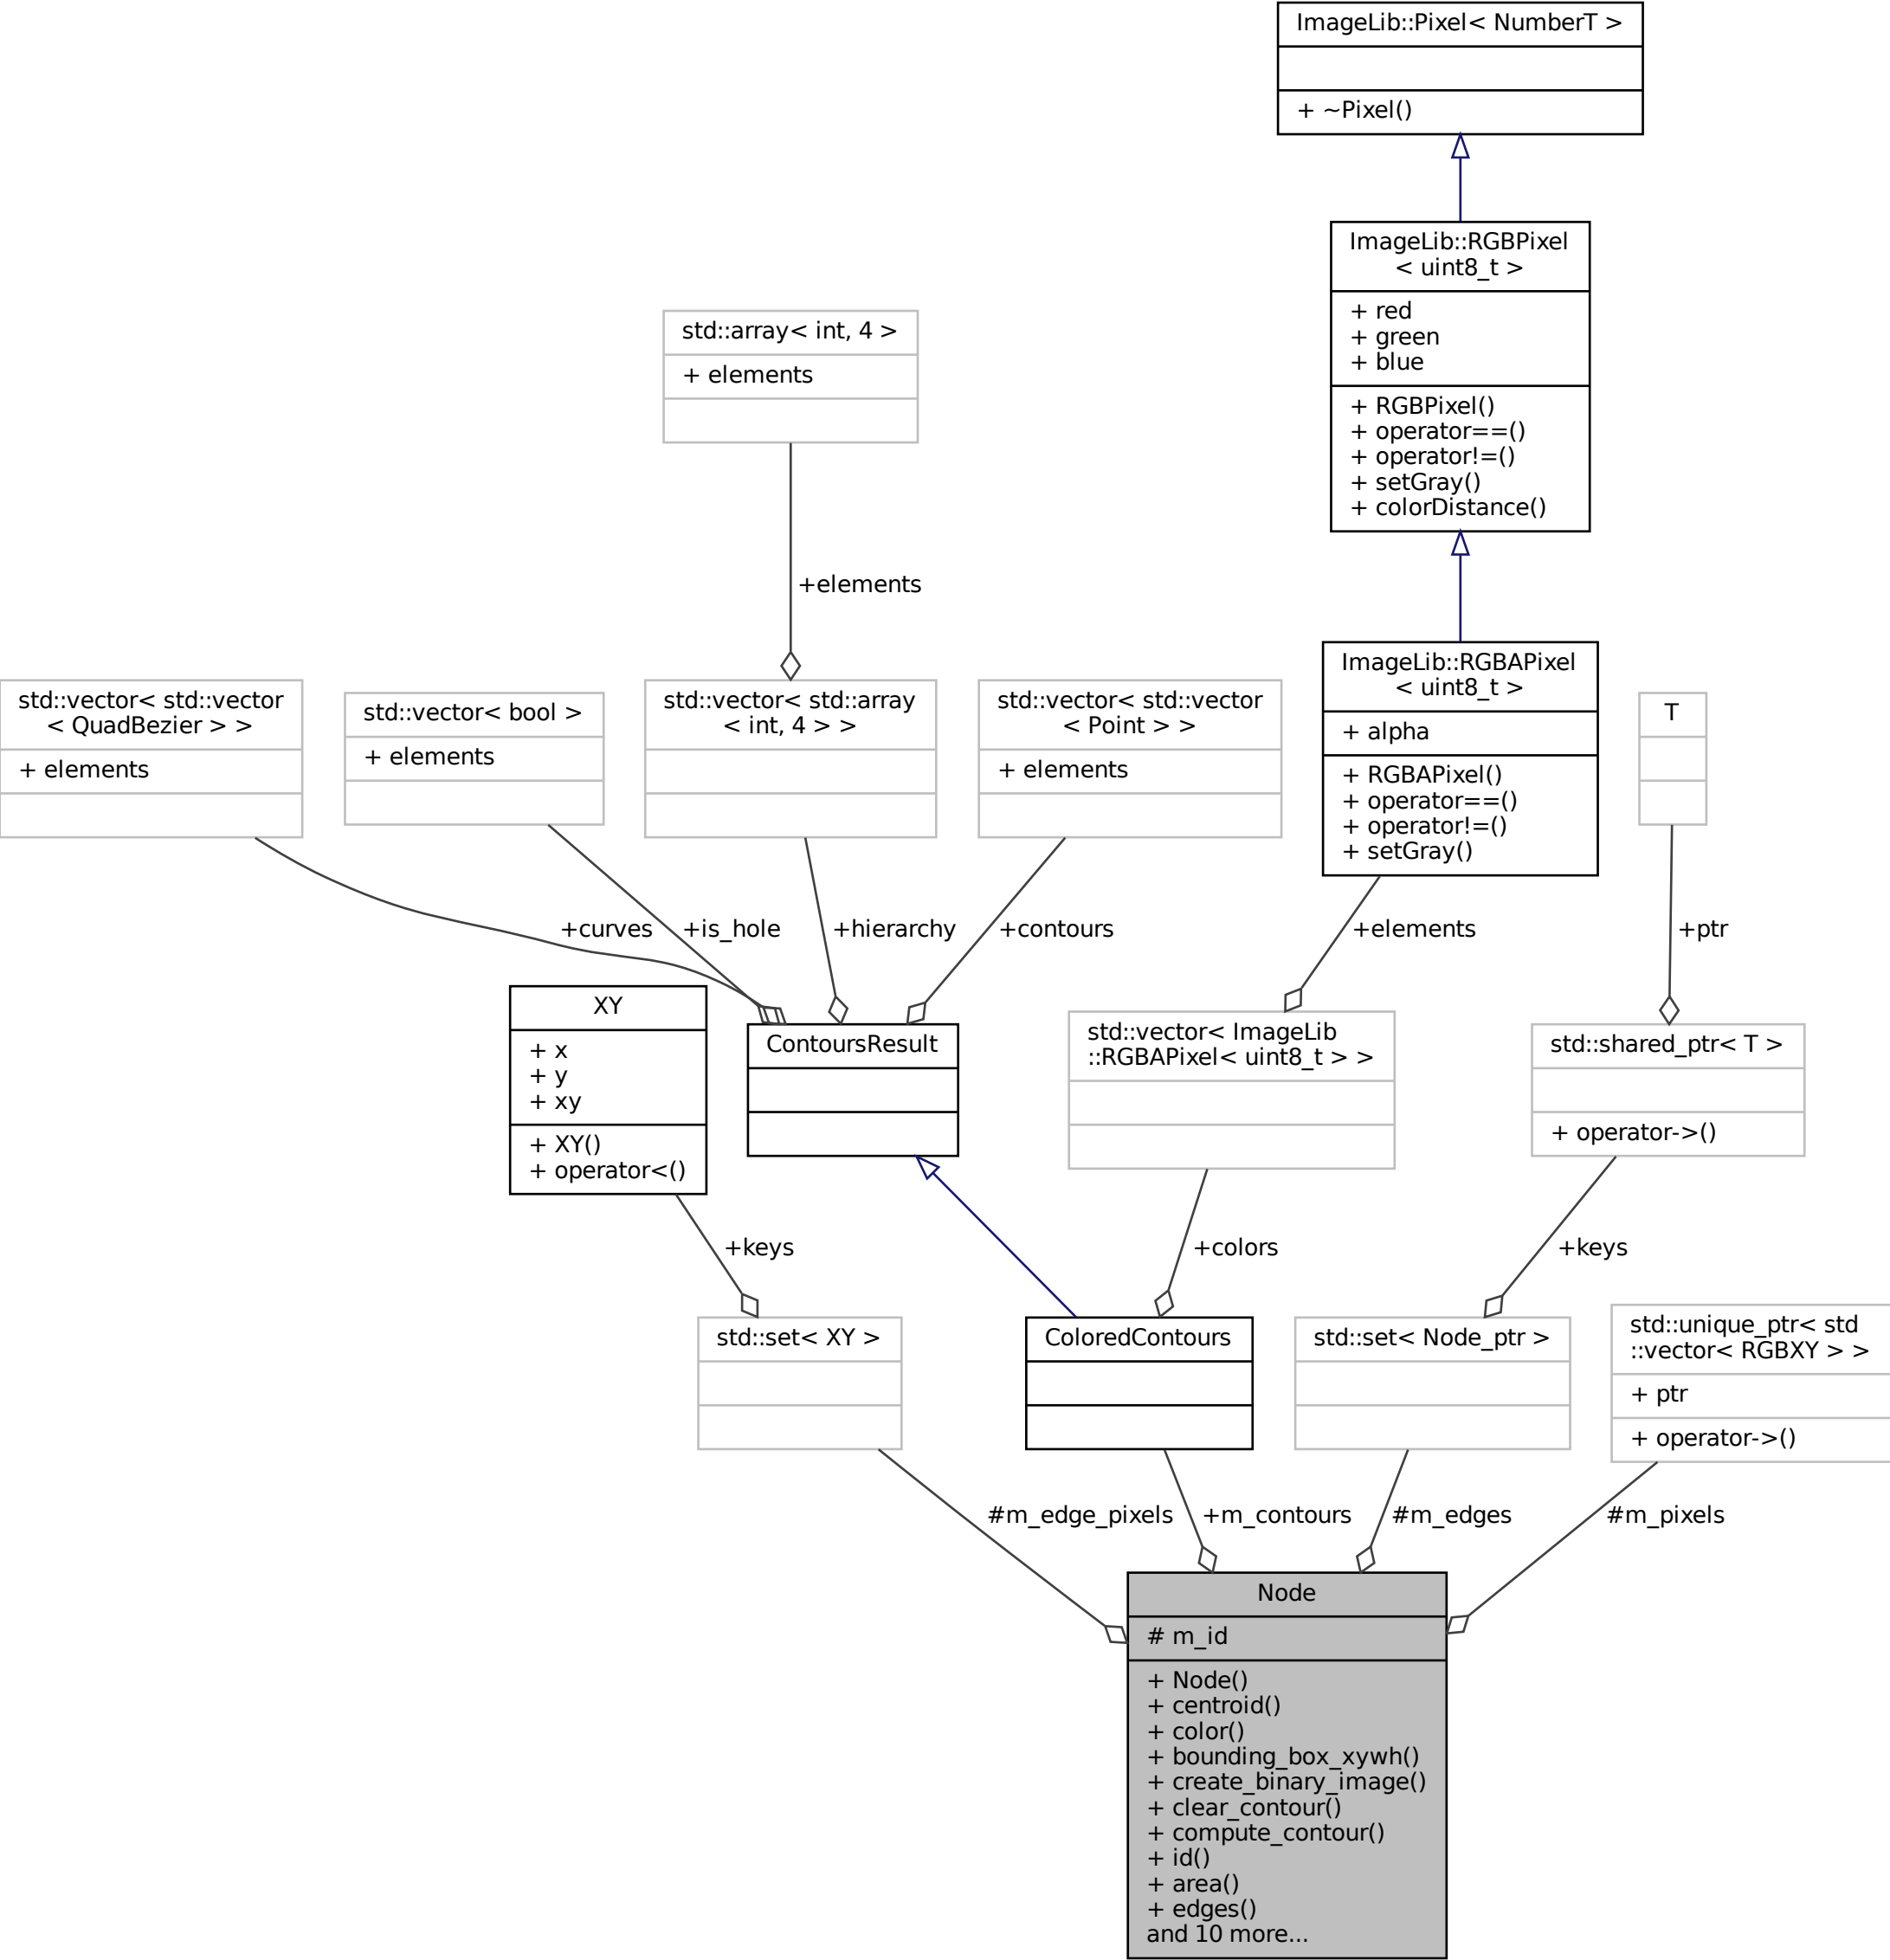 ImageLib::Pixel< NumberT >
+ ~Pixel()
ImageLib::RGBPixel
< uint8_t >
+ red
+ green
+ blue
+ RGBPixel()
+ operator==()
+ operator!=()
+ setGray()
+ colorDistance()
std::array< int, 4 >
+ elements
+elements
ImageLib::RGBAPixel
< uint8_t >
+ alpha
+ RGBAPixel()
+ operator==()
+ operator!=()
+ setGray()
std::vector< std::vector
< QuadBezier > >
+ elements
std::vector< bool >
+ elements
std::vector< std::array
< int, 4 > >
std::vector< std::vector
< Point > >
+ elements
T
+curves
+is_hole
+hierarchy
+contours
+elements
+ptr
XY
+ x
+ y
+ xy
+ XY()
+ operator<()
ContoursResult
std::vector< ImageLib
::RGBAPixel< uint8_t > >
std::shared_ptr< T >
+ operator->()
+keys
+colors
+keys
std::set< XY >
ColoredContours
std::set< Node_ptr >
std::unique_ptr< std
::vector< RGBXY > >
+ ptr
+ operator->()
#m_edge_pixels
+m_contours
#m_edges
#m_pixels
Node
# m_id
+ Node()
+ centroid()
+ color()
+ bounding_box_xywh()
+ create_binary_image()
+ clear_contour()
+ compute_contour()
+ id()
+ area()
+ edges()
and 10 more...